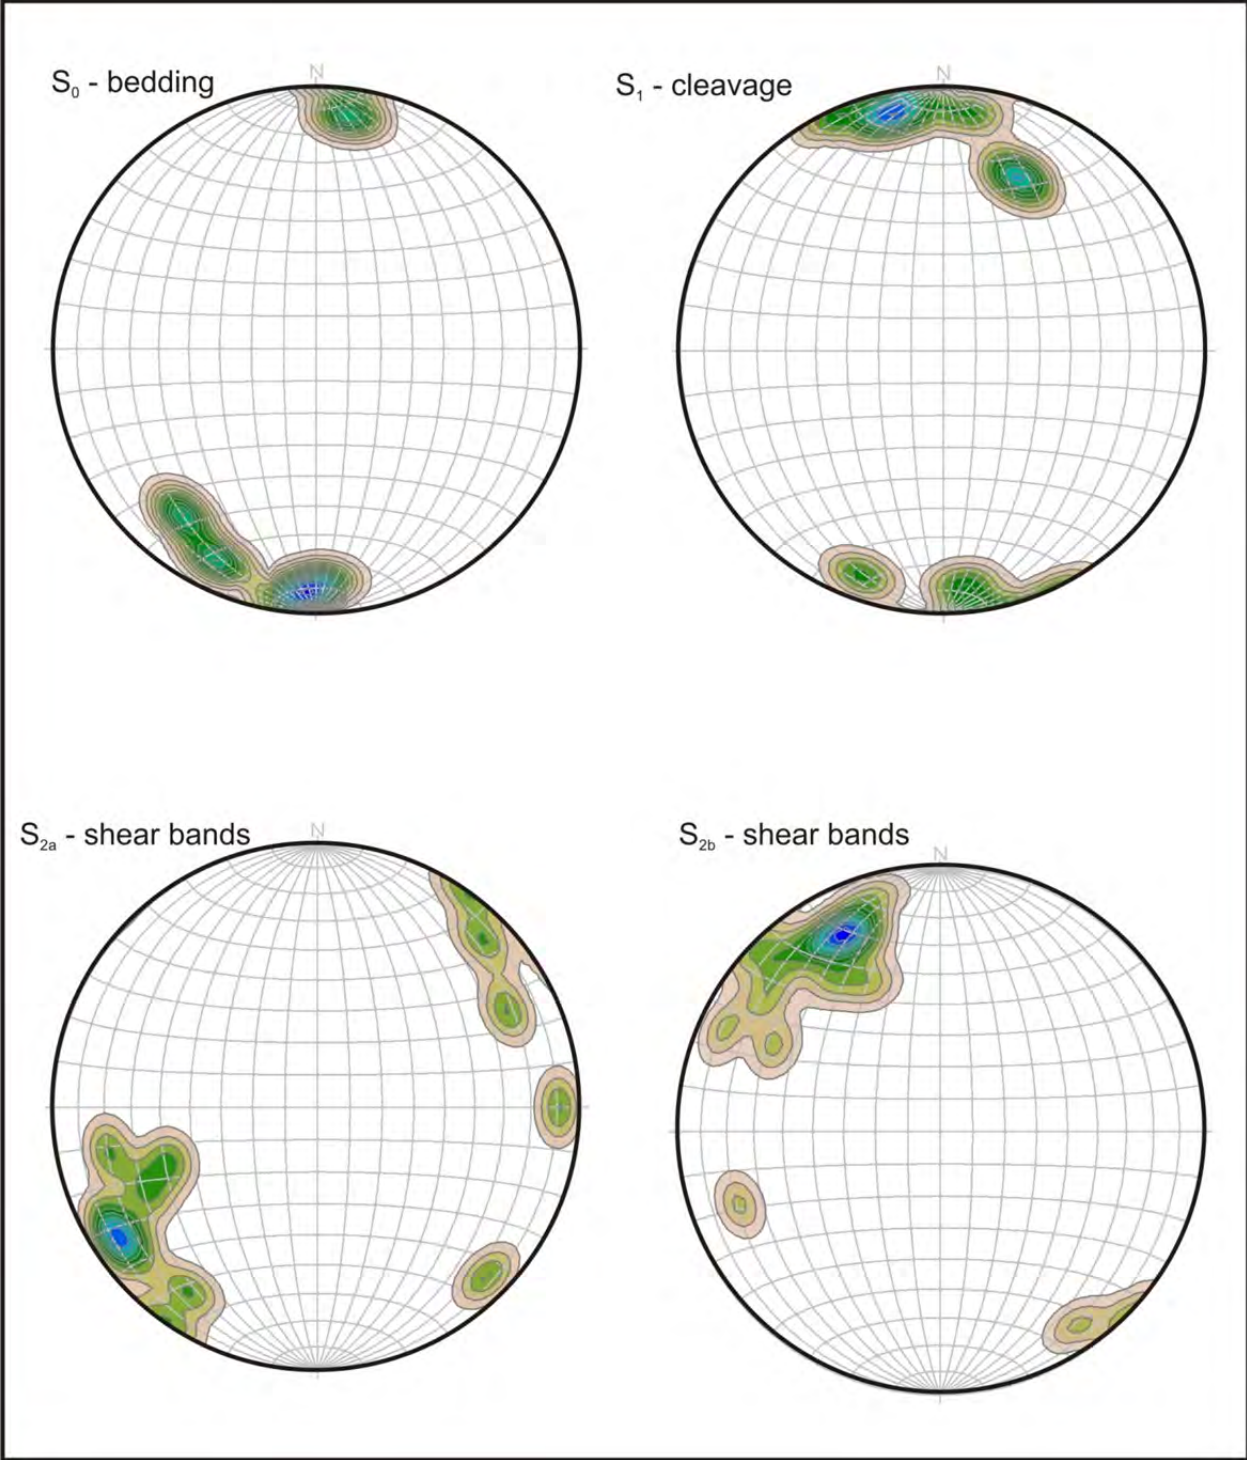 S0 - bedding
N
S1 - cleavage
N
S2a - shear bands
N
S2b - shear bands
N